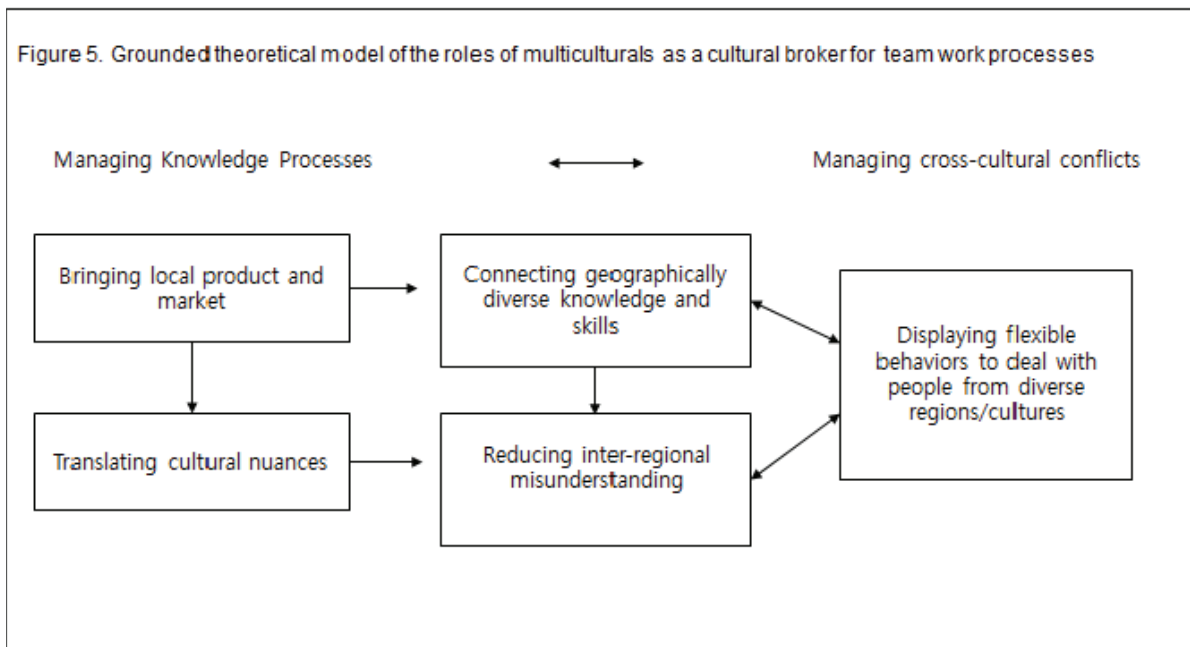 Figure 5. Grounded theoretical model of the roles of multiculturals as a cultural broker for team work processes
Managing Knowledge Processes
Managing cross-cultural conflicts
Bringing local product and
market
Connecting geographically
diverse knowledge and
skills
Displaying flexible
behaviors to deal with
people from diverse
regions/cultures
Translating cultural nuances
Reducing inter-regional
misunderstanding